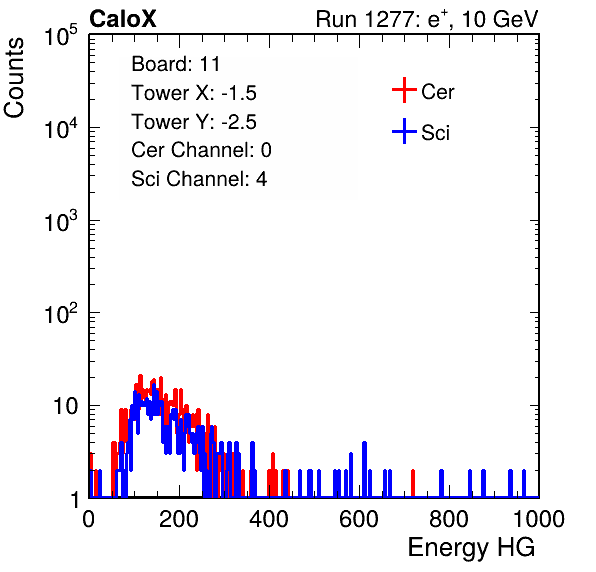 CaloX Run 1277: e⁺, 10 GeV
Counts
10⁵
10⁴
10³
10²
10
1
Board: 11
Tower X: -1.5
Tower Y: -2.5
Cer Channel: 0
Sci Channel: 4
Cer
Sci
0 200 400 600 800 1000
Energy HG